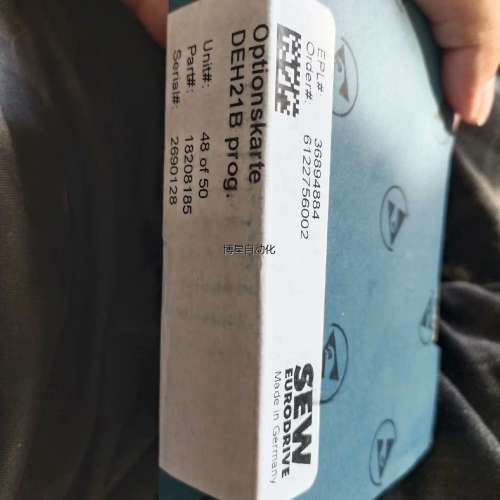 EPL#: 36894884
Order#: 6122756002
Optionskarte
DEH21B prog.
Unit#: 48 of 50
Part#: 18208185
Serial#: 2690128
SEW
EURODRIVE
Made in Germany
博星自动化